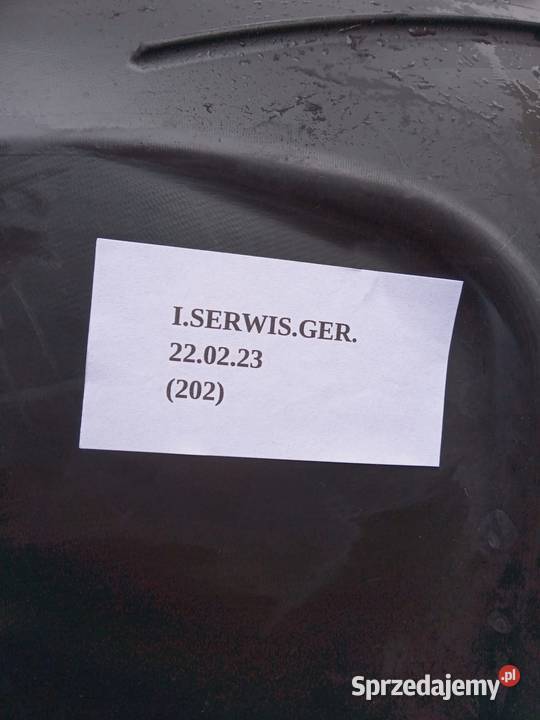 I.SERWIS.GER.
22.02.23
(202)
Sprzedajemy.pl